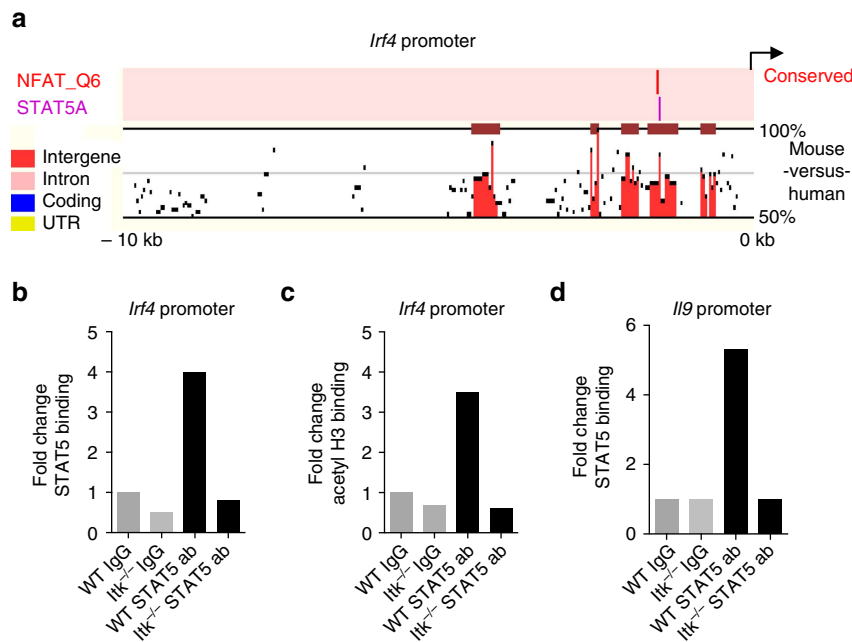 a
Irf4 promoter
NFAT_Q6
Conserved
STAT5A
100%
Intergene
Intron
Coding
UTR
Mouse
-versus-
human
50%
– 10 kb
0 kb
b
Irf4 promoter
Fold change
STAT5 binding
5
4
3
2
1
0
WT IgG
Itk–/– IgG
WT STAT5 ab
Itk–/– STAT5 ab
c
Irf4 promoter
Fold change
acetyl H3 binding
5
4
3
2
1
0
WT IgG
Itk–/– IgG
WT STAT5 ab
Itk–/– STAT5 ab
d
Il9 promoter
Fold change
STAT5 binding
6
4
2
0
WT IgG
Itk–/– IgG
WT STAT5 ab
Itk–/– STAT5 ab